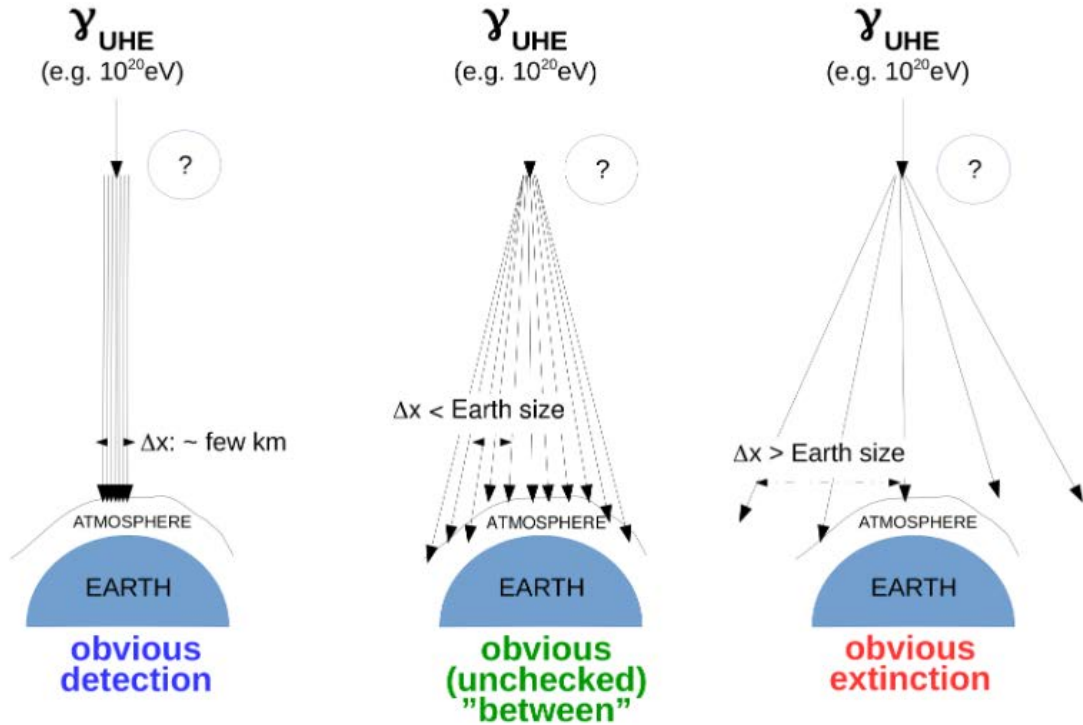 γUHE
(e.g. 10²⁰eV)
?
Δx: ~ few km
ATMOSPHERE
EARTH
obvious
detection
γUHE
(e.g. 10²⁰eV)
?
Δx < Earth size
ATMOSPHERE
EARTH
obvious
(unchecked)
”between”
γUHE
(e.g. 10²⁰eV)
?
Δx > Earth size
ATMOSPHERE
EARTH
obvious
extinction